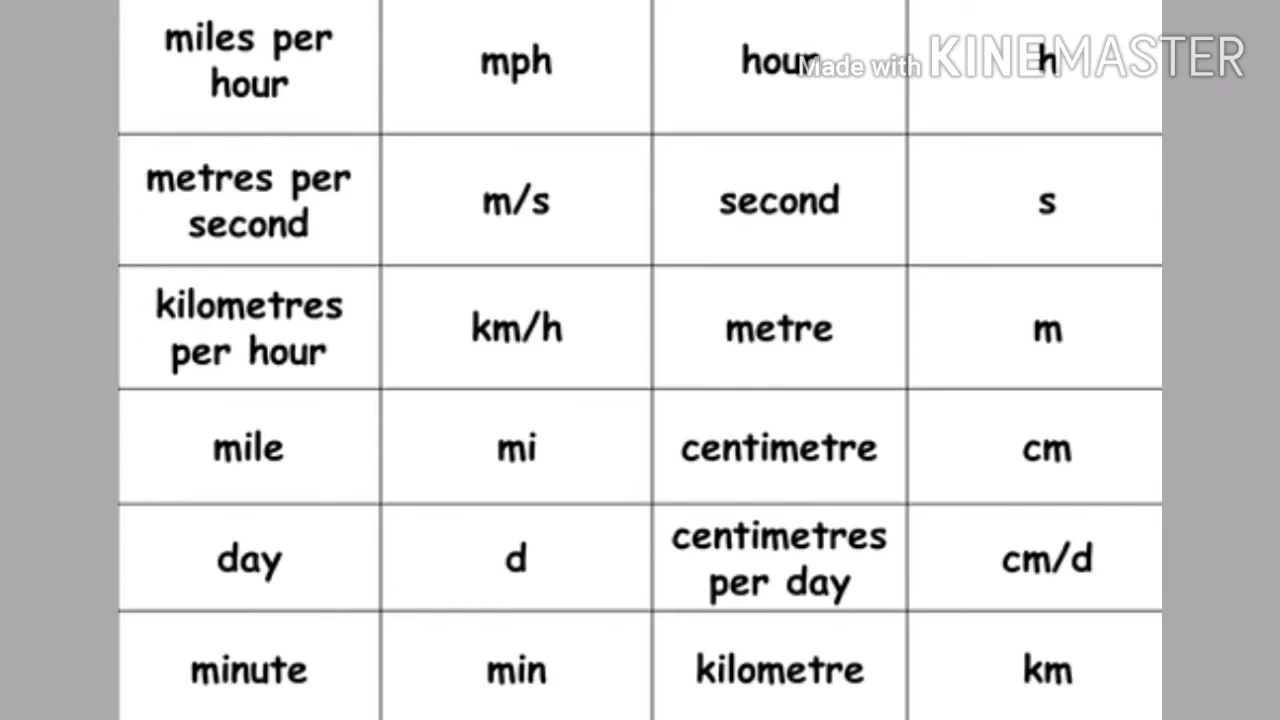 miles per
hour
mph
hour
h
Made with KINEMASTER
metres per
second
m/s
second
s
kilometres
per hour
km/h
metre
m
mile
mi
centimetre
cm
day
d
centimetres
per day
cm/d
minute
min
kilometre
km